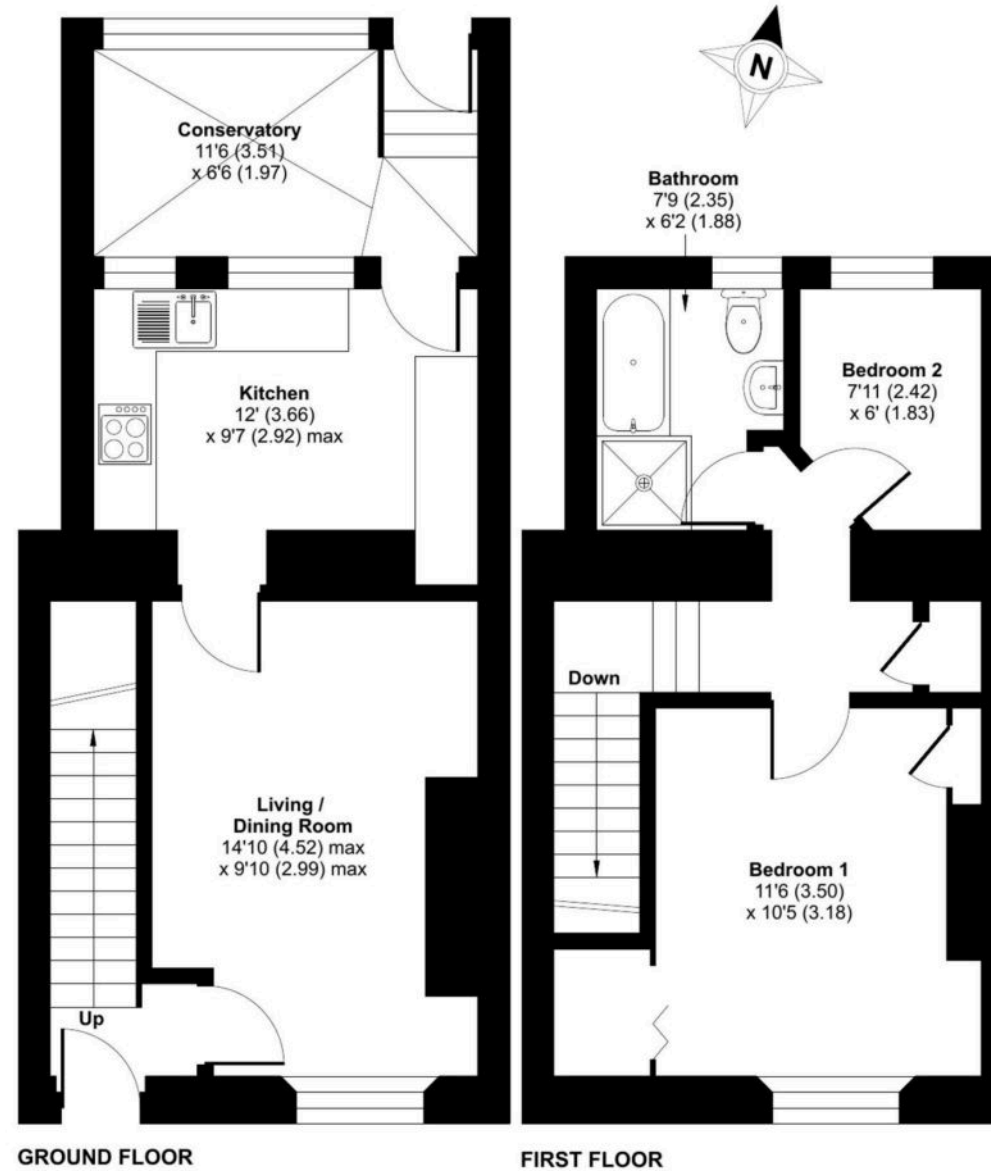 N
Conservatory
11'6 (3.51)
x 6'6 (1.97)
Bathroom
7'9 (2.35)
x 6'2 (1.88)
Kitchen
12' (3.66)
x 9'7 (2.92) max
Bedroom 2
7'11 (2.42)
x 6' (1.83)
Down
Living /
Dining Room
14'10 (4.52) max
x 9'10 (2.99) max
Bedroom 1
11'6 (3.50)
x 10'5 (3.18)
Up
GROUND FLOOR
FIRST FLOOR